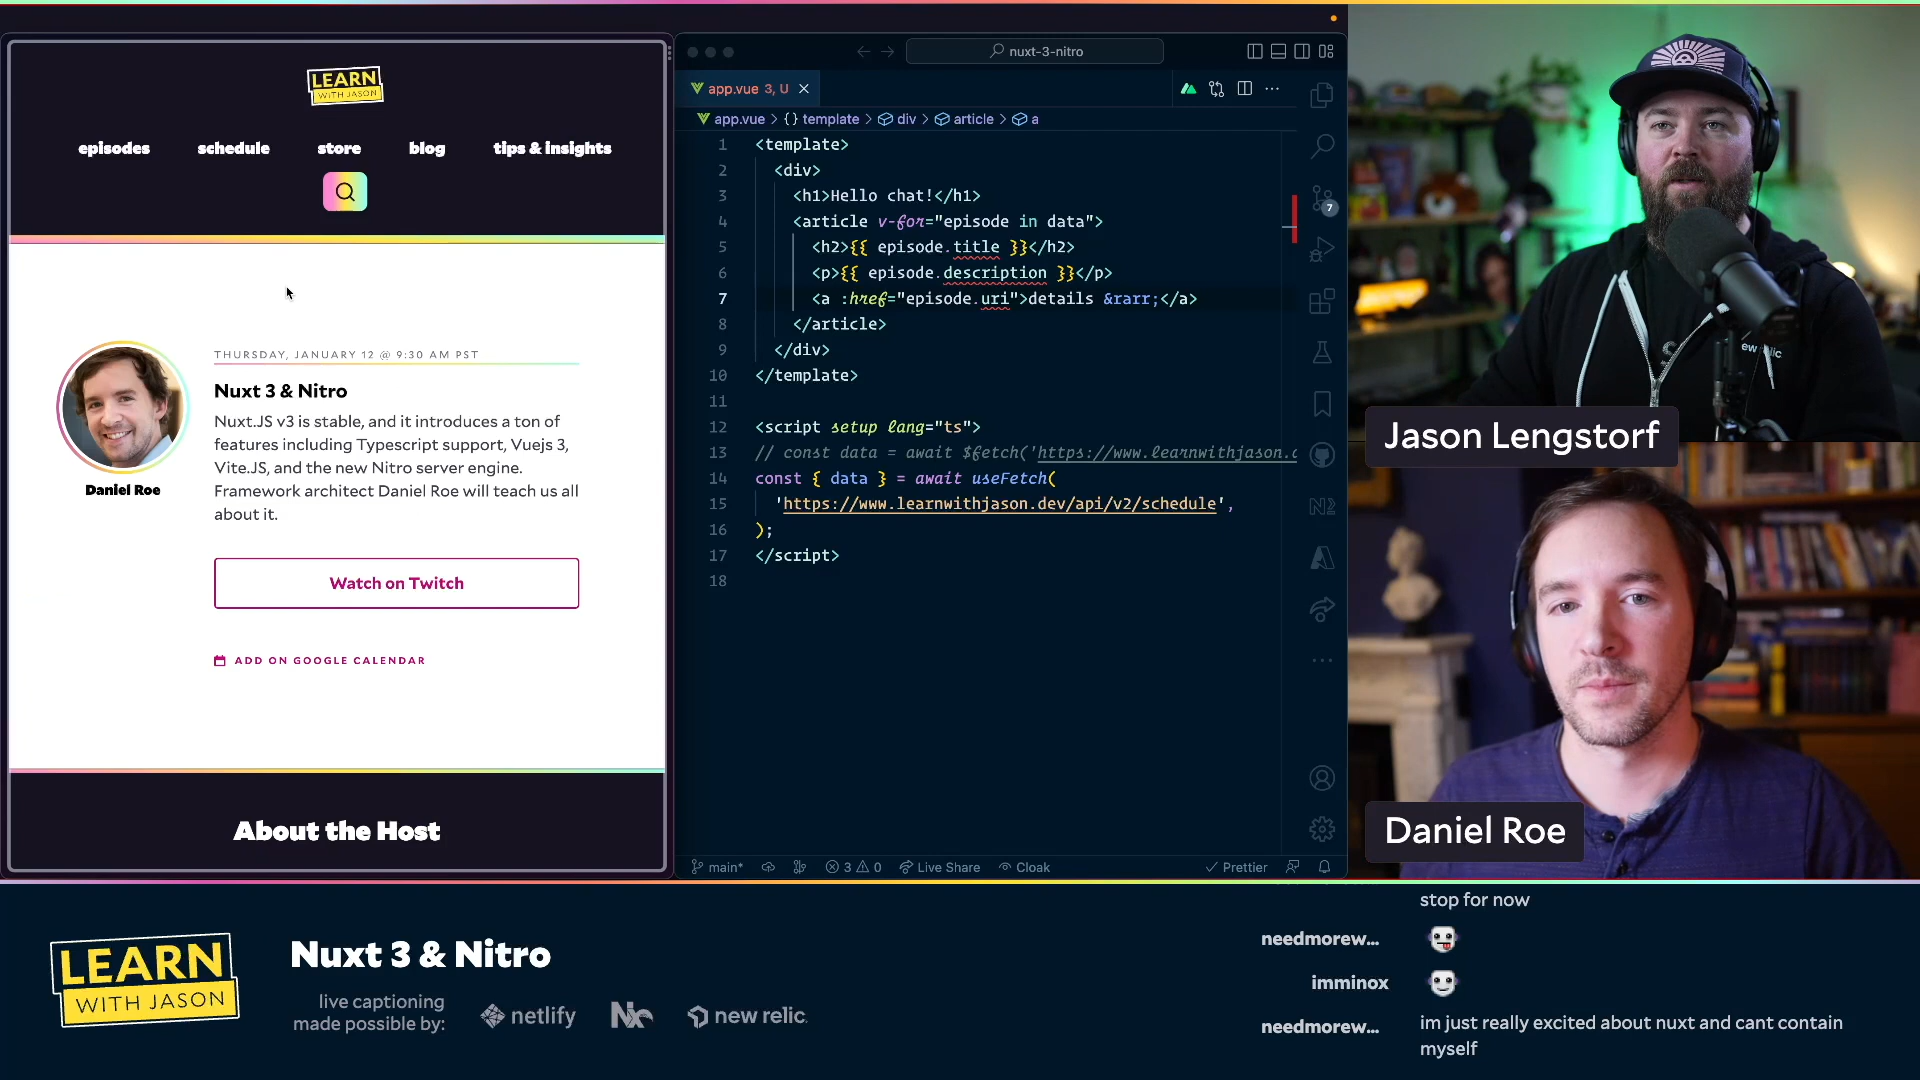 LEARN
WITH JASON
episodes
schedule
store
blog
tips & insights
THURSDAY, JANUARY 12 @ 9:30 AM PST
Nuxt 3 & Nitro
Nuxt.JS v3 is stable, and it introduces a ton of
features including Typescript support, Vuejs 3,
Vite.JS, and the new Nitro server engine.
Framework architect Daniel Roe will teach us all
about it.
Daniel Roe
Watch on Twitch
ADD ON GOOGLE CALENDAR
About the Host
nuxt-3-nitro
app.vue 3, U
app.vue > {} template > div > article > a
1 <template>
2 <div>
3 <h1>Hello chat!</h1>
4 <article v-for="episode in data">
5 <h2>{{ episode.title }}</h2>
6 <p>{{ episode.description }}</p>
7 <a :href="episode.uri">details &rarr;</a>
8 </article>
9 </div>
10 </template>
11
12 <script setup lang="ts">
13 // const data = await $fetch('https://www.learnwithjason.d
14 const { data } = await useFetch(
15 'https://www.learnwithjason.dev/api/v2/schedule',
16 );
17 </script>
18
7
main*
3
0
Live Share
Cloak
Prettier
Jason Lengstorf
Daniel Roe
LEARN
WITH JASON
Nuxt 3 & Nitro
live captioning
made possible by:
netlify
Nx
new relic.
stop for now
needmorew...
imminox
needmorew... im just really excited about nuxt and cant contain
myself